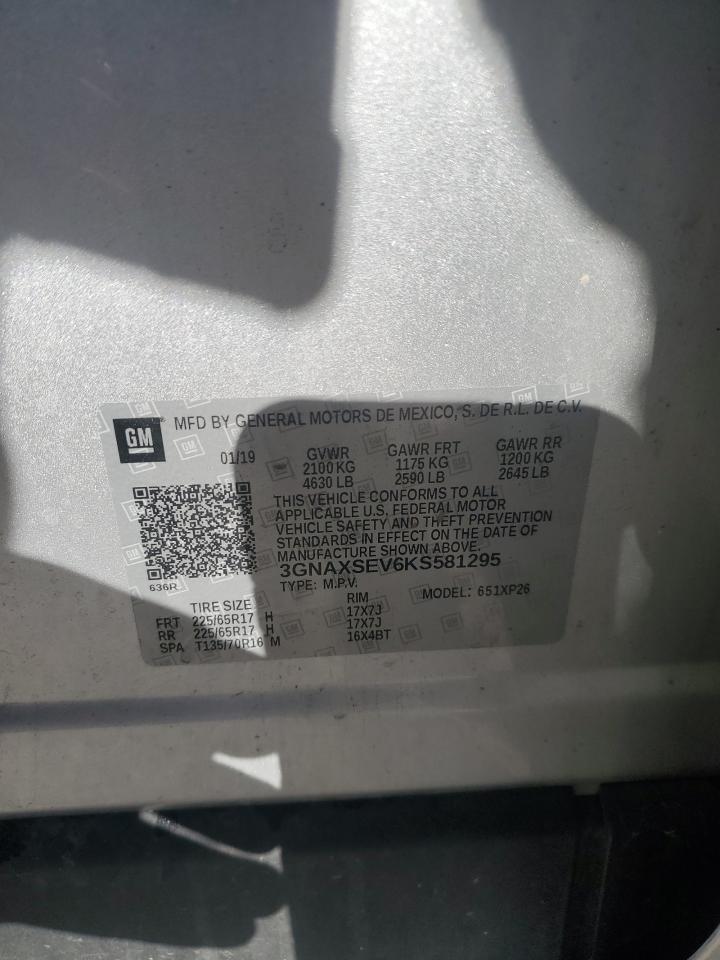 GM MFD BY GENERAL MOTORS DE MEXICO, S. DE R.L. DE C.V.
01/19 GVWR GAWR FRT GAWR RR
2100 KG 1175 KG 1200 KG
4630 LB 2590 LB 2645 LB
THIS VEHICLE CONFORMS TO ALL
APPLICABLE U.S. FEDERAL MOTOR
VEHICLE SAFETY AND THEFT PREVENTION
STANDARDS IN EFFECT ON THE DATE OF
MANUFACTURE SHOWN ABOVE.
3GNAXSEV6KS581295
636R TYPE: M.P.V. MODEL: 651XP26
TIRE SIZE RIM
FRT 225/65R17 H 17X7J
RR 225/65R17 H 17X7J
SPA T135/70R16 M 16X4BT